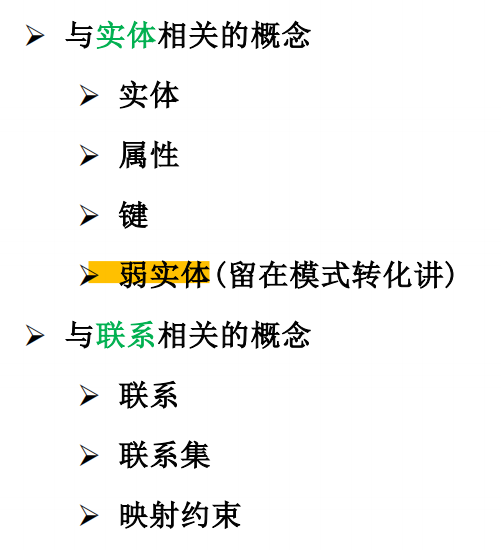 ➢ 与实体相关的概念
➢ 实体
➢ 属性
➢ 键
➢ 弱实体(留在模式转化讲)
➢ 与联系相关的概念
➢ 联系
➢ 联系集
➢ 映射约束